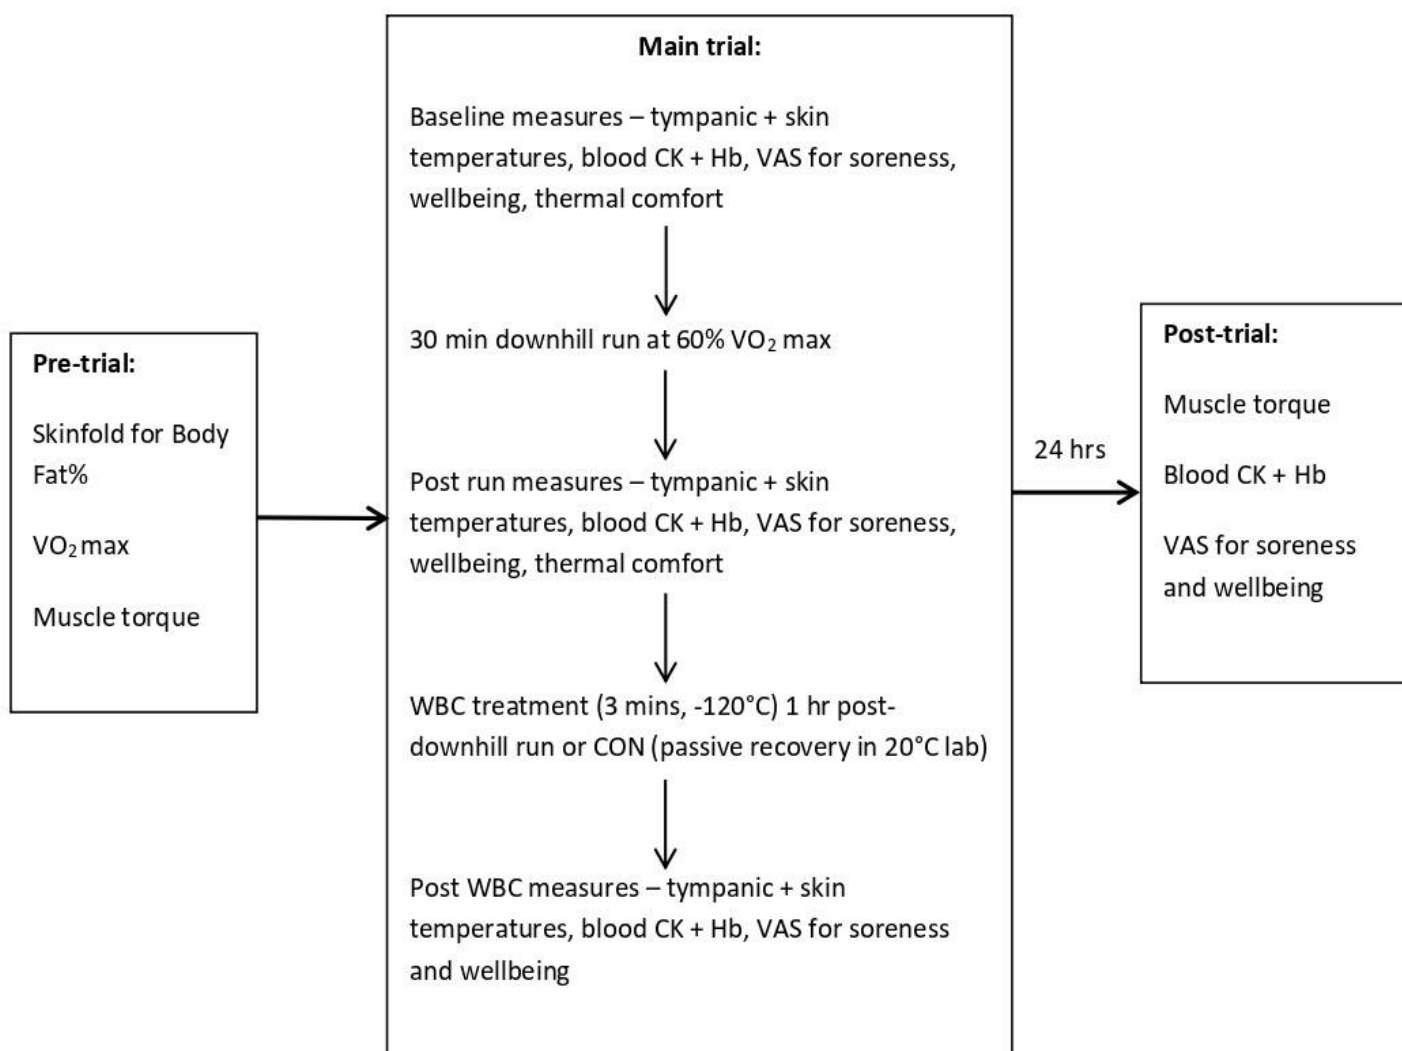 Pre-trial:
Skinfold for Body
Fat%
VO₂ max
Muscle torque
Main trial:
Baseline measures – tympanic + skin
temperatures, blood CK + Hb, VAS for soreness,
wellbeing, thermal comfort
30 min downhill run at 60% VO₂ max
Post run measures – tympanic + skin
temperatures, blood CK + Hb, VAS for soreness,
wellbeing, thermal comfort
WBC treatment (3 mins, -120°C) 1 hr post-
downhill run or CON (passive recovery in 20°C lab)
Post WBC measures – tympanic + skin
temperatures, blood CK + Hb, VAS for soreness
and wellbeing
24 hrs
Post-trial:
Muscle torque
Blood CK + Hb
VAS for soreness
and wellbeing